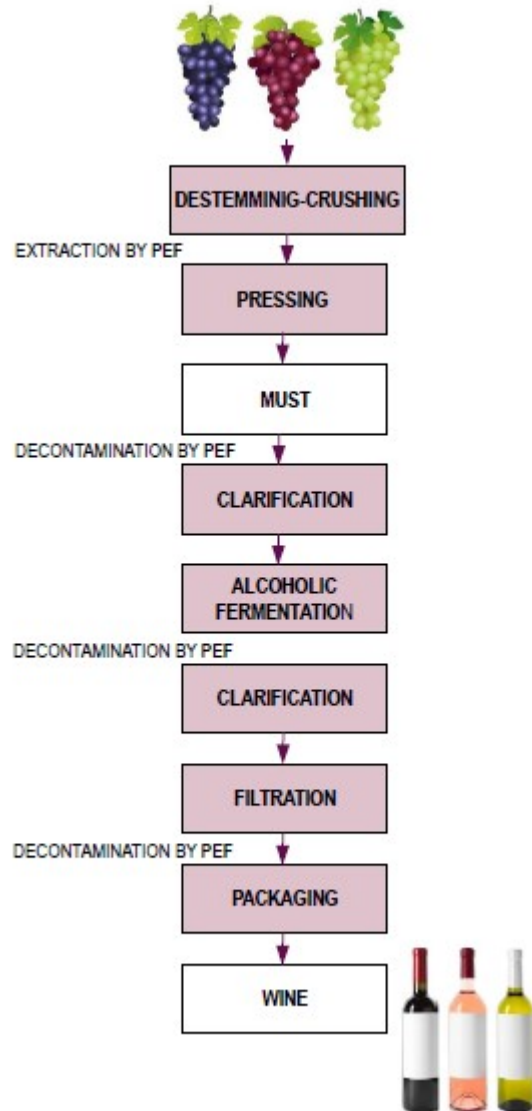 DESTEMMINIG-CRUSHING
EXTRACTION BY PEF
PRESSING
MUST
DECONTAMINATION BY PEF
CLARIFICATION
ALCOHOLIC
FERMENTATION
DECONTAMINATION BY PEF
CLARIFICATION
FILTRATION
DECONTAMINATION BY PEF
PACKAGING
WINE